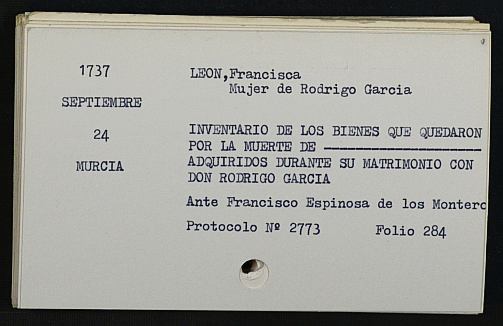 1737
SEPTIEMBRE
24
MURCIA
LEON, Francisca
Mujer de Rodrigo Garcia
INVENTARIO DE LOS BIENES QUE QUEDARON
POR LA MUERTE DE --------------------
ADQUIRIDOS DURANTE SU MATRIMONIO CON
DON RODRIGO GARCIA
Ante Francisco Espinosa de los Montero
Protocolo Nº 2773 Folio 284